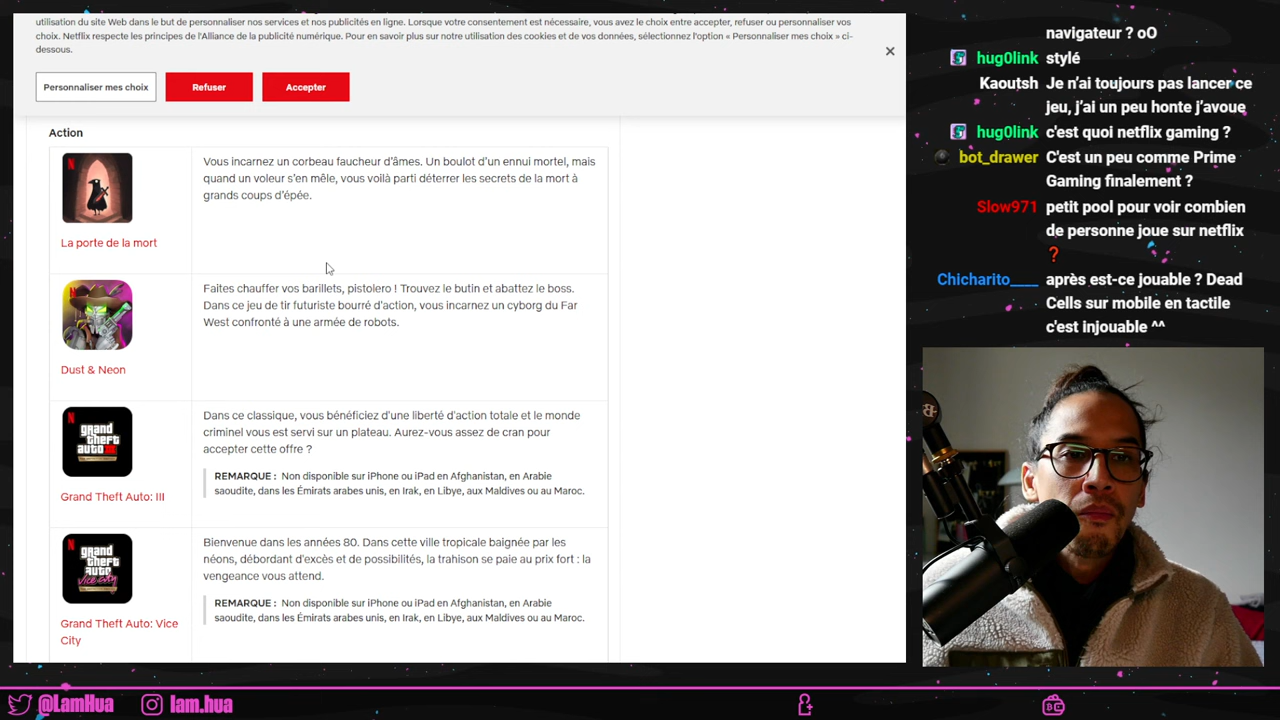 utilisation du site Web dans le but de personnaliser nos services et nos publicités en ligne. Lorsque votre consentement est nécessaire, vous avez le choix entre accepter, refuser ou personnaliser vos
choix. Netflix respecte les principes de l'Alliance de la publicité numérique. Pour en savoir plus sur notre utilisation des cookies et de vos données, sélectionnez l'option « Personnaliser mes choix » ci-
dessous.
Personnaliser mes choix
Refuser
Accepter
Action
Vous incarnez un corbeau faucheur d'âmes. Un boulot d'un ennui mortel, mais
quand un voleur s'en mêle, vous voilà parti déterrer les secrets de la mort à
grands coups d'épée.
La porte de la mort
Faites chauffer vos barillets, pistolero ! Trouvez le butin et abattez le boss.
Dans ce jeu de tir futuriste bourré d'action, vous incarnez un cyborg du Far
West confronté à une armée de robots.
Dust & Neon
grand
theft
auto
Dans ce classique, vous bénéficiez d'une liberté d'action totale et le monde
criminel vous est servi sur un plateau. Aurez-vous assez de cran pour
accepter cette offre ?
REMARQUE : Non disponible sur iPhone ou iPad en Afghanistan, en Arabie
saoudite, dans les Émirats arabes unis, en Irak, en Libye, aux Maldives ou au Maroc.
Grand Theft Auto: III
grand
theft
auto
Vice City
Bienvenue dans les années 80. Dans cette ville tropicale baignée par les
néons, débordant d'excès et de possibilités, la trahison se paie au prix fort : la
vengeance vous attend.
REMARQUE : Non disponible sur iPhone ou iPad en Afghanistan, en Arabie
saoudite, dans les Émirats arabes unis, en Irak, en Libye, aux Maldives ou au Maroc.
Grand Theft Auto: Vice
City
navigateur ? oO
hug0link stylé
Kaoutsh Je n'ai toujours pas lancer ce
jeu, j'ai un peu honte j'avoue
hug0link c'est quoi netflix gaming ?
bot_drawer C'est un peu comme Prime
Gaming finalement ?
Slow971 petit pool pour voir combien
de personne joue sur netflix
❓
Chicharito____ après est-ce jouable ? Dead
Cells sur mobile en tactile
c'est injouable ^^
@LamHua
lam.hua